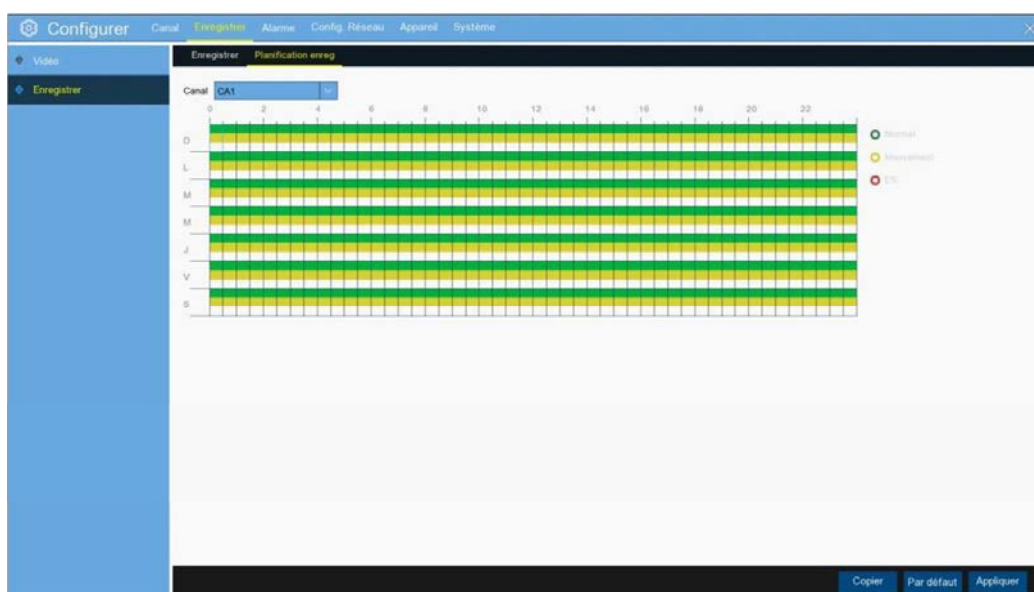 Configurer Canal Enregistrer Alarme Config. Réseau Appareil Système
Vidéo
Enregistrer
Enregistrer Planification enreg
Canal CA1
0 2 4 6 8 10 12 14 16 18 20 22
D
L
M
M
J
V
S
Normal
Mouvement
Copier Par défaut Appliquer